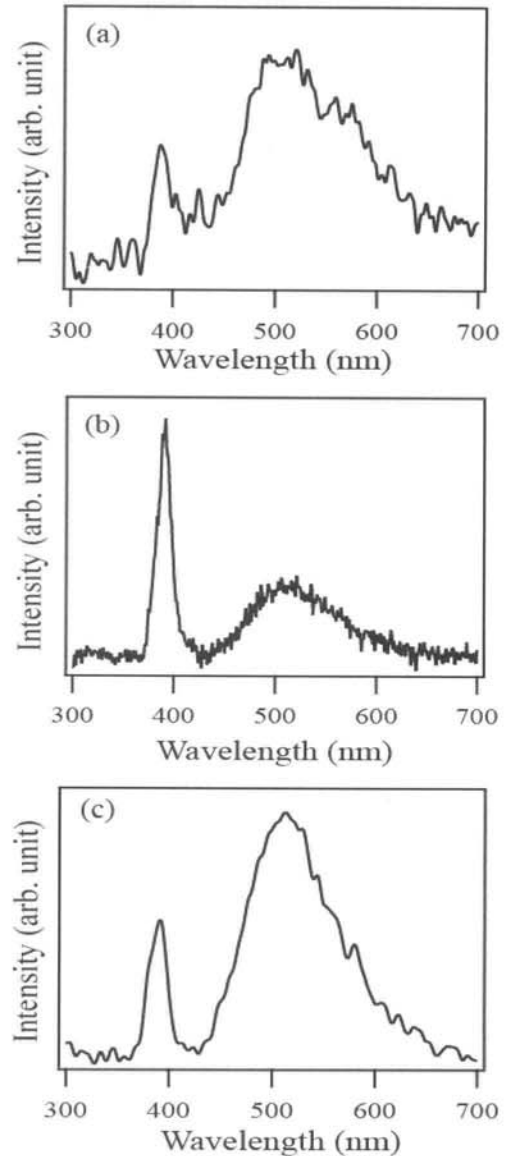 (a)
Intensity (arb. unit)
300 400 500 600 700
Wavelength (nm)
(b)
Intensity (arb. unit)
300 400 500 600 700
Wavelength (nm)
(c)
Intensity (arb. unit)
300 400 500 600 700
Wavelength (nm)